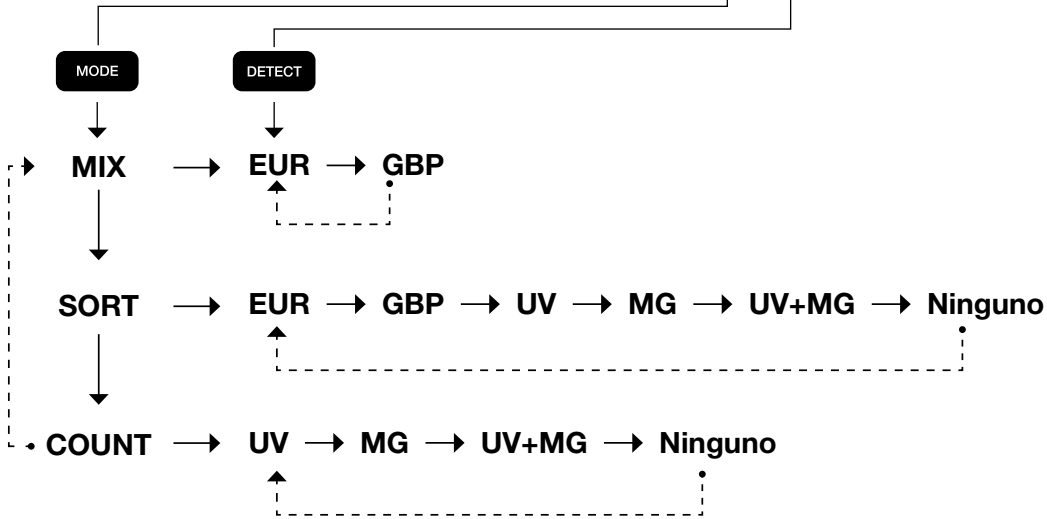 MODE DETECT
MIX EUR GBP
SORT EUR GBP UV MG UV+MG Ninguno
COUNT UV MG UV+MG Ninguno